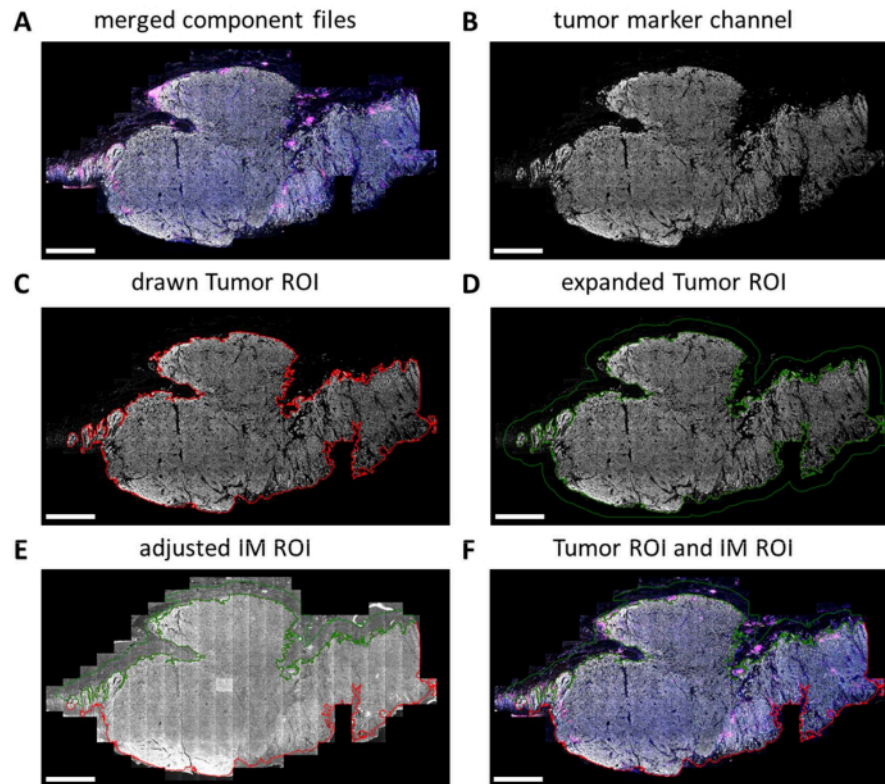 A merged component files
B tumor marker channel
C drawn Tumor ROI
D expanded Tumor ROI
E adjusted IM ROI
F Tumor ROI and IM ROI